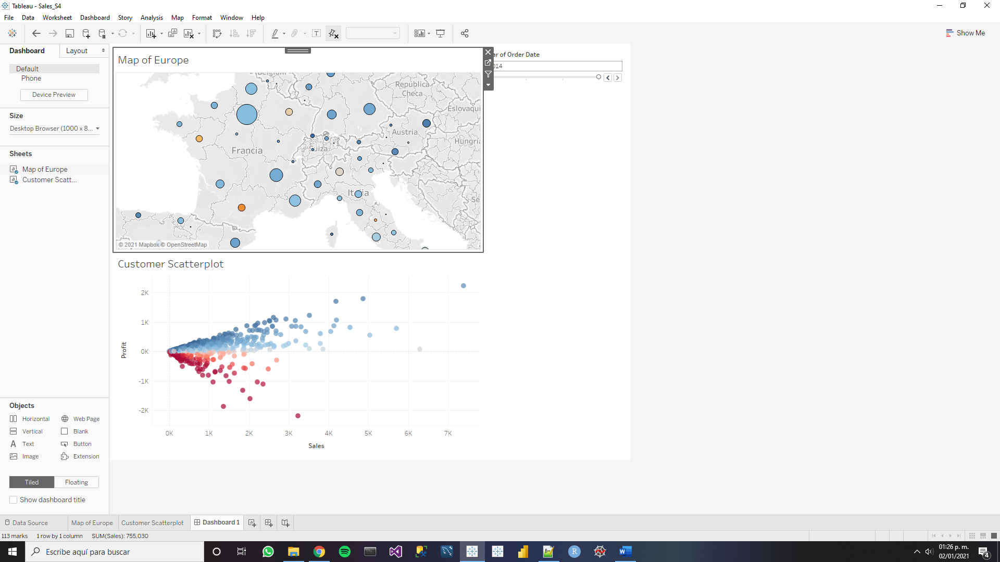 Tableau - Sales_S4
File Data Worksheet Dashboard Story Analysis Map Format Window Help
Show Me
Dashboard Layout
Default
Phone
Device Preview
Size
Desktop Browser (1000 x 8...
Sheets
Map of Europe
Customer Scatt...
Objects
Horizontal Web Page
Vertical Blank
Text Button
Image Extension
Tiled Floating
Show dashboard title
Map of Europe
Belgium
República
Checa
Eslovaqui
Austria
Hungría
Francia
Suiza
Italia
Se
© 2021 Mapbox © OpenStreetMap
ar of Order Date
014
Customer Scatterplot
Profit
2K
1K
0K
-1K
-2K
0K 1K 2K 3K 4K 5K 6K 7K
Sales
Data Source Map of Europe Customer Scatterplot Dashboard 1
113 marks 1 row by 1 column SUM(Sales): 755,030
Escribe aquí para buscar
01:26 p. m.
02/01/2021
4